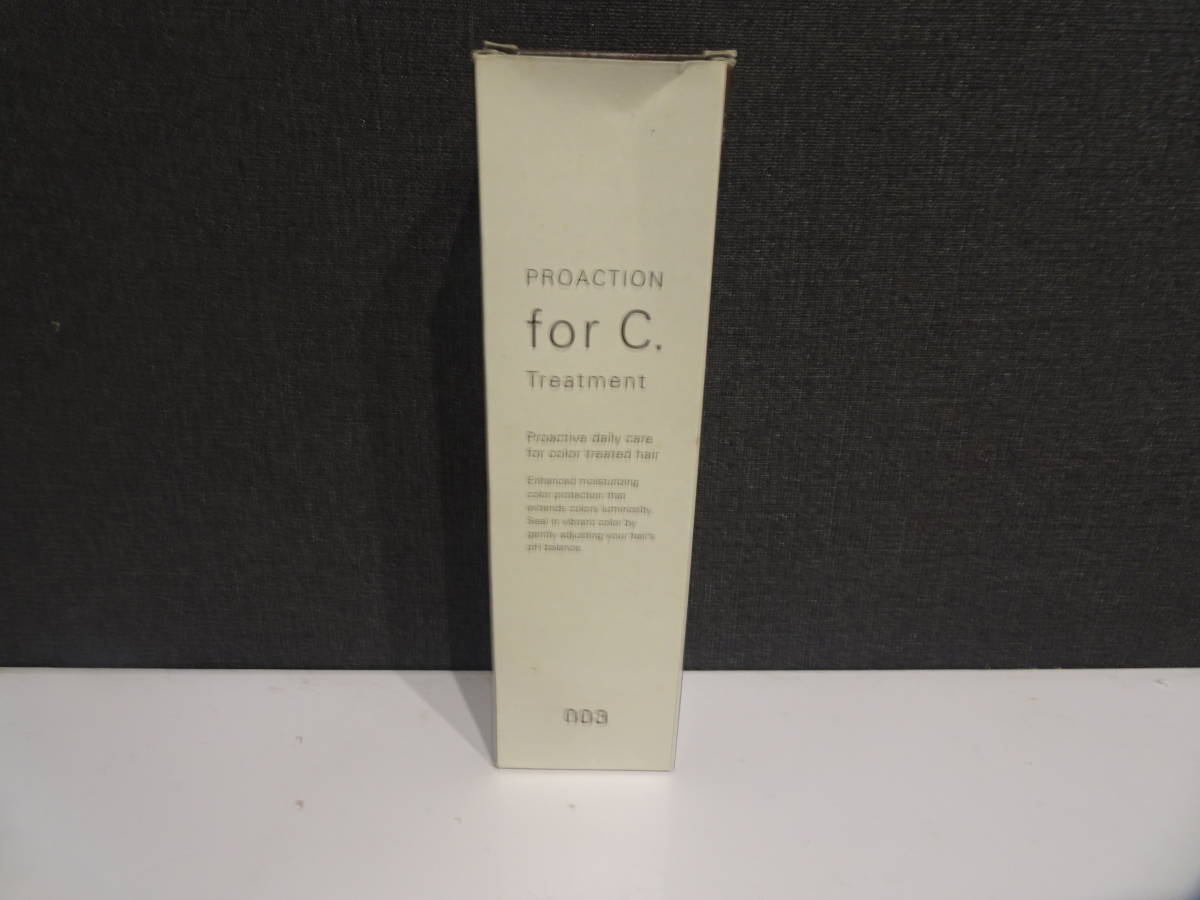 PROACTION
for C.
Treatment
Proactive daily care
for color treated hair
Enhanced moisturizing
color protection that
extends colors luminosity.
Seal in vibrant color by
gently adjusting your hair's
pH balance.